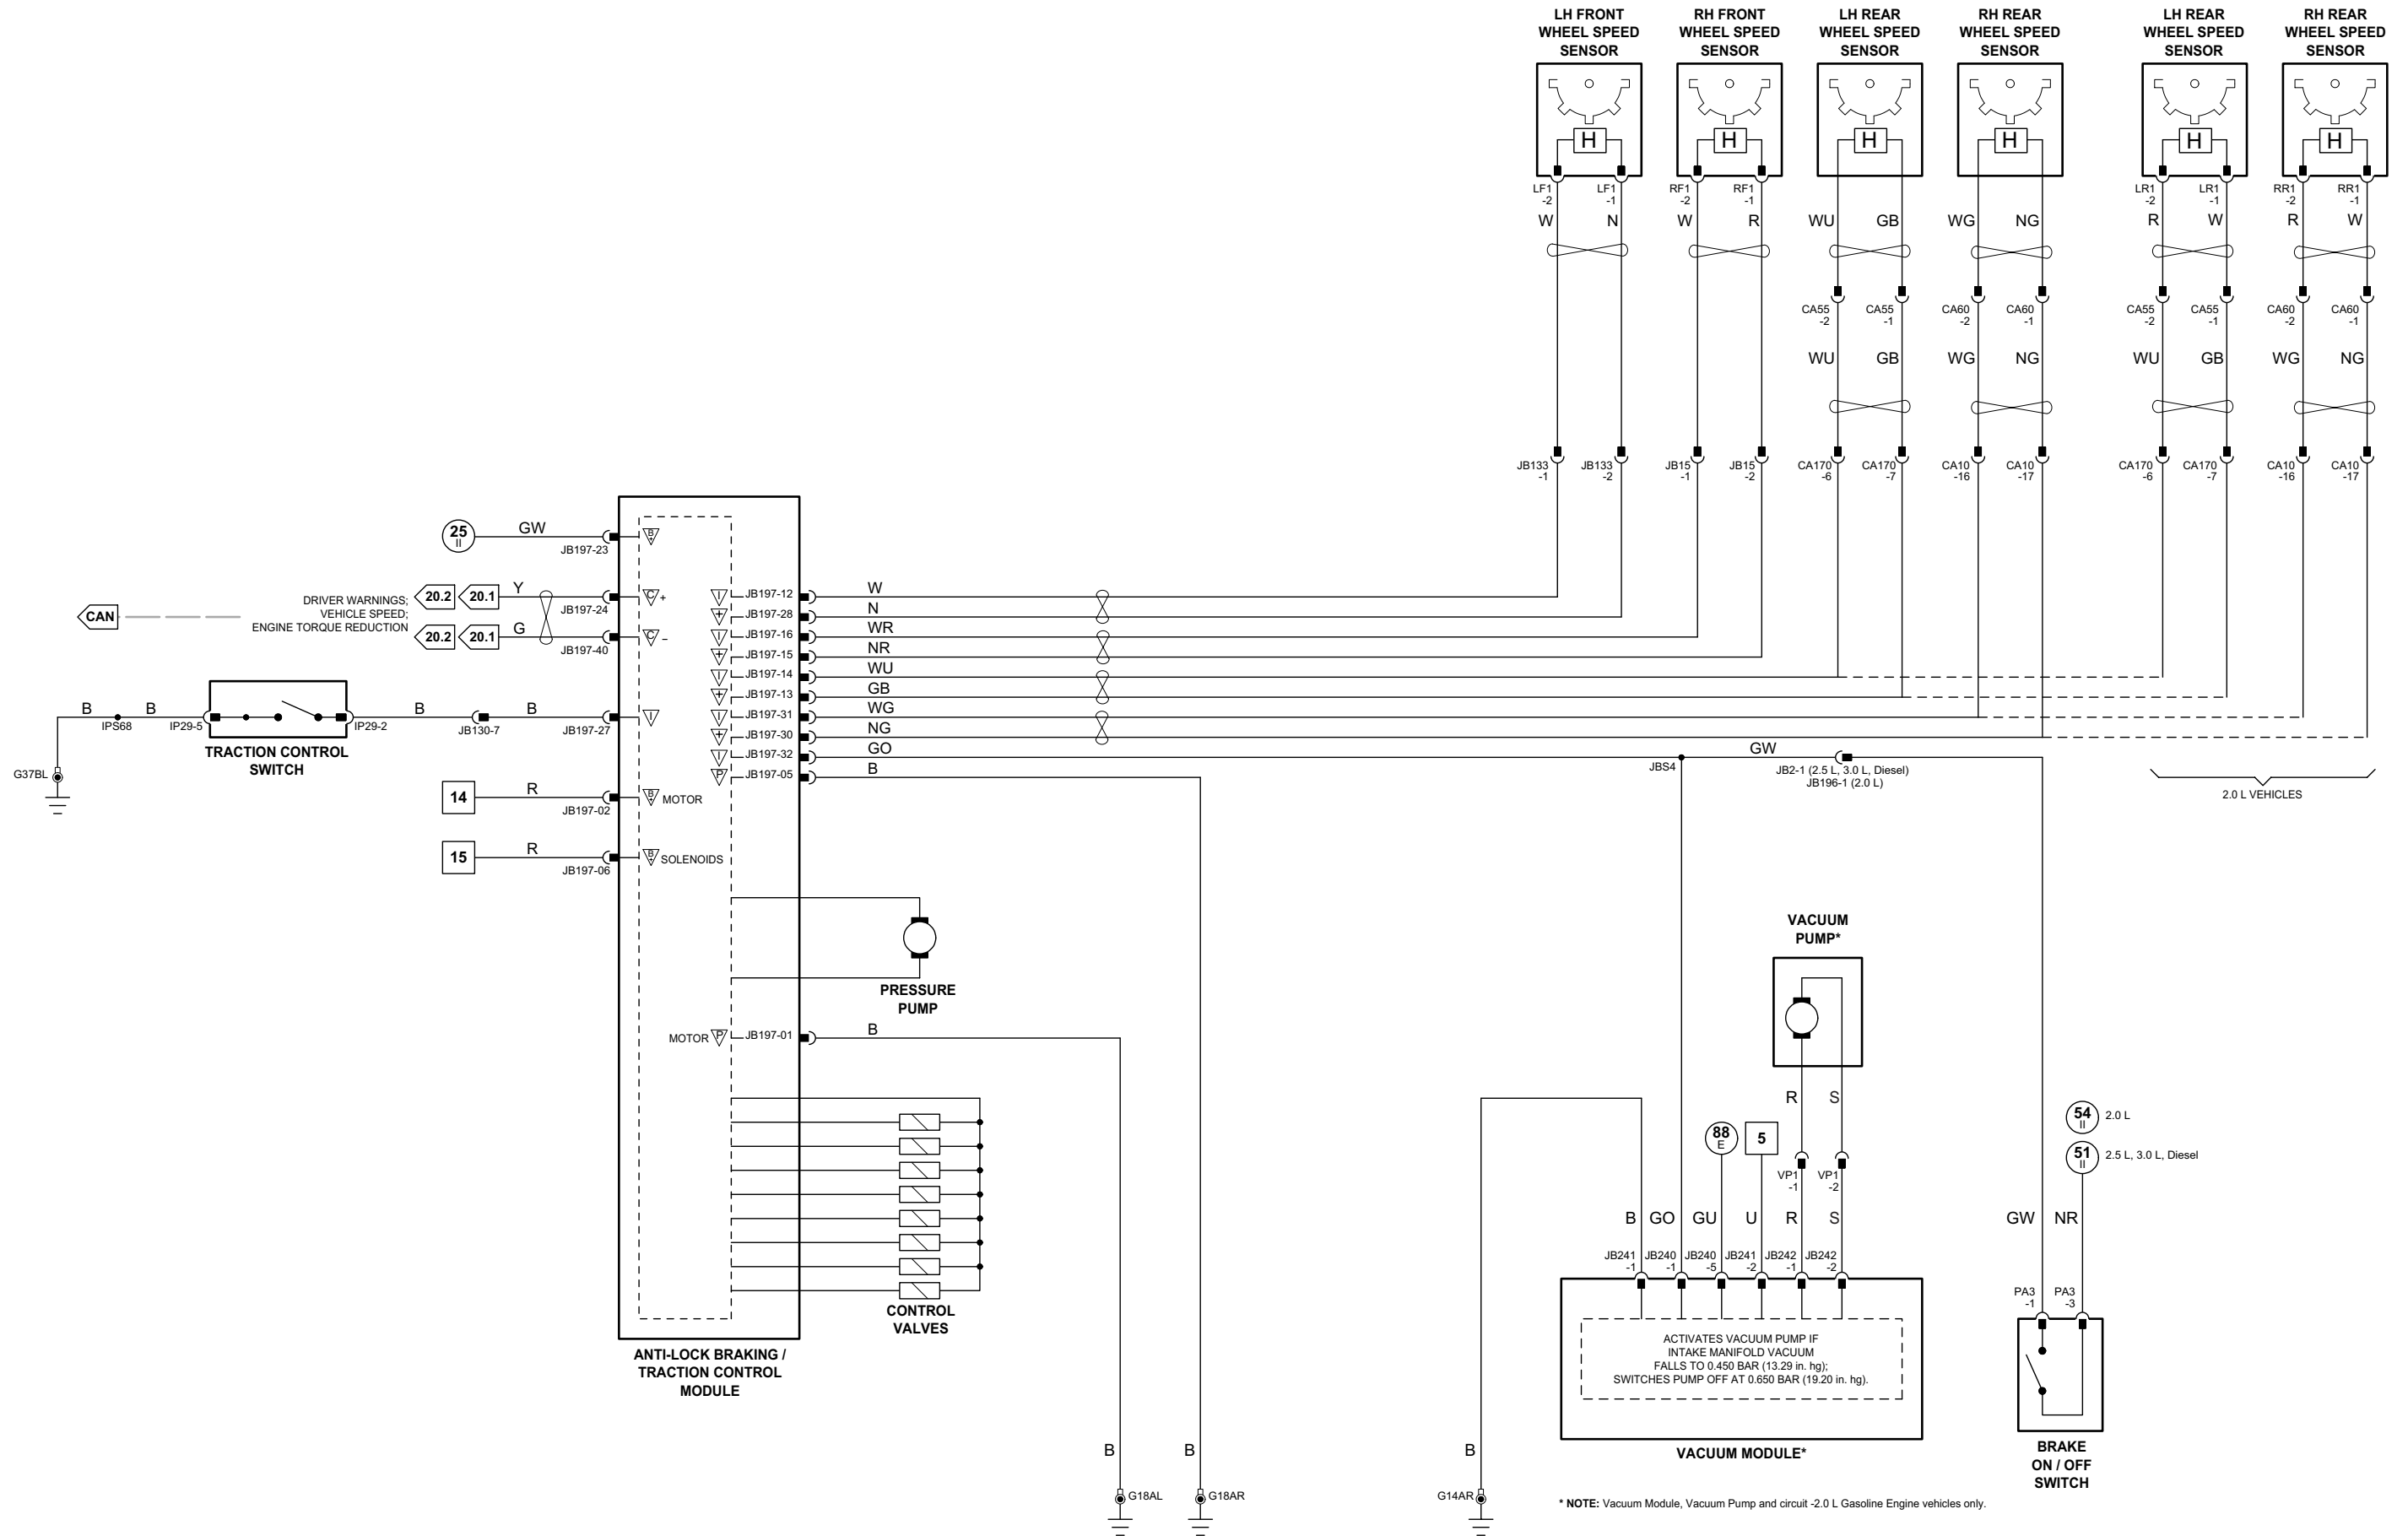 LH FRONT
WHEEL SPEED
SENSOR
RH FRONT
WHEEL SPEED
SENSOR
LH REAR
WHEEL SPEED
SENSOR
RH REAR
WHEEL SPEED
SENSOR
LH REAR
WHEEL SPEED
SENSOR
RH REAR
WHEEL SPEED
SENSOR
H H H H H H
LF1
-2
LF1
-1
RF1
-2
RF1
-1
LR1
-2
LR1
-1
RR1
-2
RR1
-1
W N W R WU GB WG NG R W R W
CA55
-2
CA55
-1
CA60
-2
CA60
-1
CA55
-2
CA55
-1
CA60
-2
CA60
-1
WU GB WG NG WU GB WG NG
JB133
-1
JB133
-2
JB15
-1
JB15
-2
CA170
-6
CA170
-7
CA10
-16
CA10
-17
CA170
-6
CA170
-7
CA10
-16
CA10
-17
25
II
GW
JB197-23
B
+
CAN
DRIVER WARNINGS;
VEHICLE SPEED;
ENGINE TORQUE REDUCTION
20.2 20.1 Y
JB197-24
C +
20.2 20.1 G
JB197-40
C –
G37BL
B
IPS68
B
IP29-5
TRACTION CONTROL
SWITCH
IP29-2
B
JB130-7
B
JB197-27
I
14
R
JB197-02
B
+
MOTOR
15
R
JB197-06
B
+
SOLENOIDS
I JB197-12 W
+ JB197-28 N
I JB197-16 WR
+ JB197-15 NR
I JB197-14 WU
+ JB197-13 GB
I JB197-31 WG
+ JB197-30 NG
I JB197-32 GO
P JB197-05 B
JBS4
GW
JB2-1 (2.5 L, 3.0 L, Diesel)
JB196-1 (2.0 L)
2.0 L VEHICLES
PRESSURE
PUMP
MOTOR P JB197-01 B
CONTROL
VALVES
ANTI-LOCK BRAKING /
TRACTION CONTROL
MODULE
B
G18AL
B
G18AR
B
G14AR
VACUUM
PUMP*
R S
88
E
5
VP1
-1
VP1
-2
B GO GU U R S
JB241
-1
JB240
-1
JB240
-5
JB241
-2
JB242
-1
JB242
-2
ACTIVATES VACUUM PUMP IF
INTAKE MANIFOLD VACUUM
FALLS TO 0.450 BAR (13.29 in. hg);
SWITCHES PUMP OFF AT 0.650 BAR (19.20 in. hg).
VACUUM MODULE*
54
II
2.0 L
51
II
2.5 L, 3.0 L, Diesel
GW NR
PA3
-1
PA3
-3
BRAKE
ON / OFF
SWITCH
* NOTE: Vacuum Module, Vacuum Pump and circuit -2.0 L Gasoline Engine vehicles only.